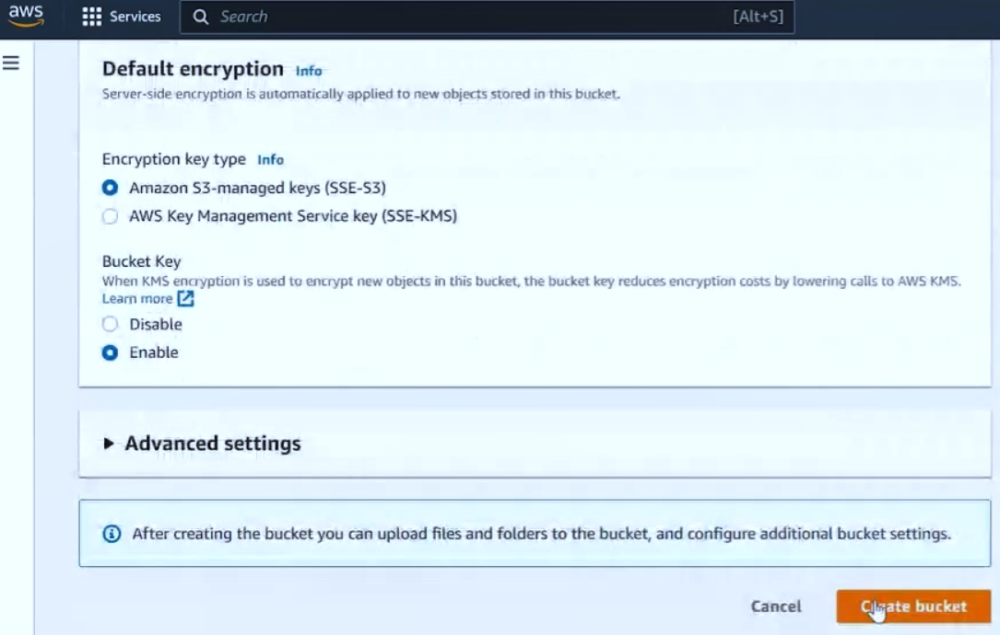 aws
Services
Search
[Alt+S]
Default encryption Info
Server-side encryption is automatically applied to new objects stored in this bucket.
Encryption key type Info
Amazon S3-managed keys (SSE-S3)
AWS Key Management Service key (SSE-KMS)
Bucket Key
When KMS encryption is used to encrypt new objects in this bucket, the bucket key reduces encryption costs by lowering calls to AWS KMS.
Learn more
Disable
Enable
Advanced settings
After creating the bucket you can upload files and folders to the bucket, and configure additional bucket settings.
Cancel
Create bucket